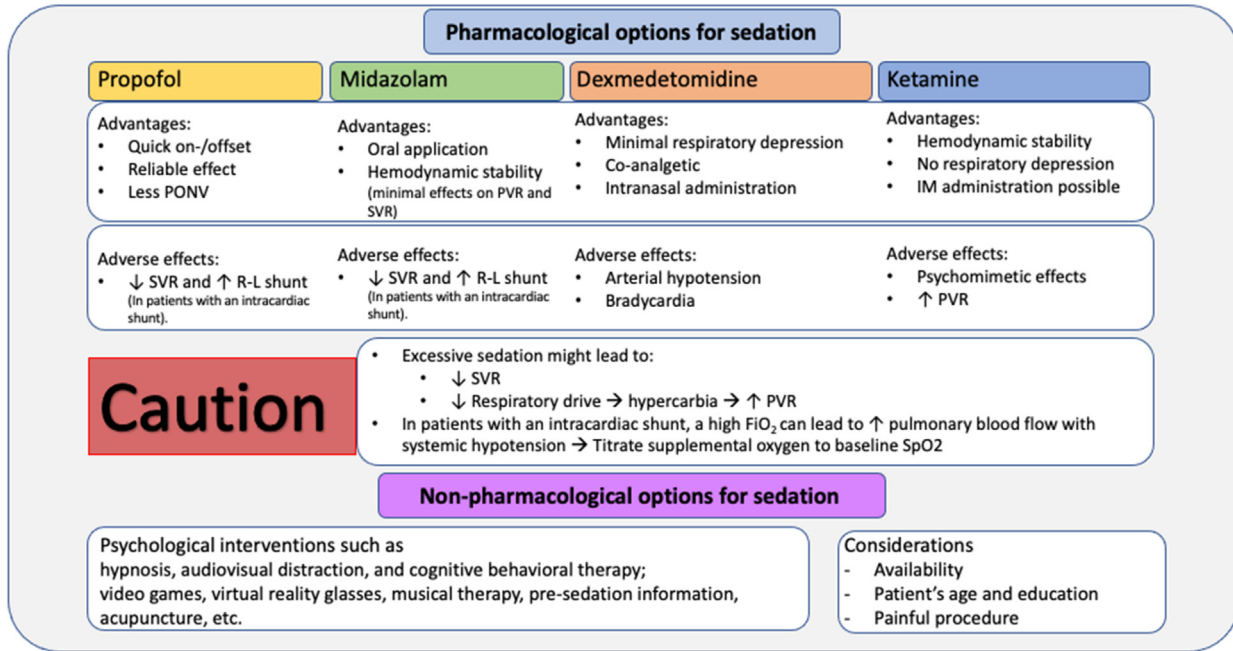 Pharmacological options for sedation
Propofol
Midazolam
Dexmedetomidine
Ketamine
Advantages:
• Quick on-/offset
• Reliable effect
• Less PONV
Advantages:
• Oral application
• Hemodynamic stability
(minimal effects on PVR and
SVR)
Advantages:
• Minimal respiratory depression
• Co-analgetic
• Intranasal administration
Advantages:
• Hemodynamic stability
• No respiratory depression
• IM administration possible
Adverse effects:
• ↓ SVR and ↑ R-L shunt
(In patients with an intracardiac
shunt).
Adverse effects:
• ↓ SVR and ↑ R-L shunt
(In patients with an intracardiac
shunt).
Adverse effects:
• Arterial hypotension
• Bradycardia
Adverse effects:
• Psychomimetic effects
• ↑ PVR
Caution
• Excessive sedation might lead to:
• ↓ SVR
• ↓ Respiratory drive → hypercarbia → ↑ PVR
• In patients with an intracardiac shunt, a high FiO₂ can lead to ↑ pulmonary blood flow with
systemic hypotension → Titrate supplemental oxygen to baseline SpO2
Non-pharmacological options for sedation
Psychological interventions such as
hypnosis, audiovisual distraction, and cognitive behavioral therapy;
video games, virtual reality glasses, musical therapy, pre-sedation information,
acupuncture, etc.
Considerations
- Availability
- Patient's age and education
- Painful procedure